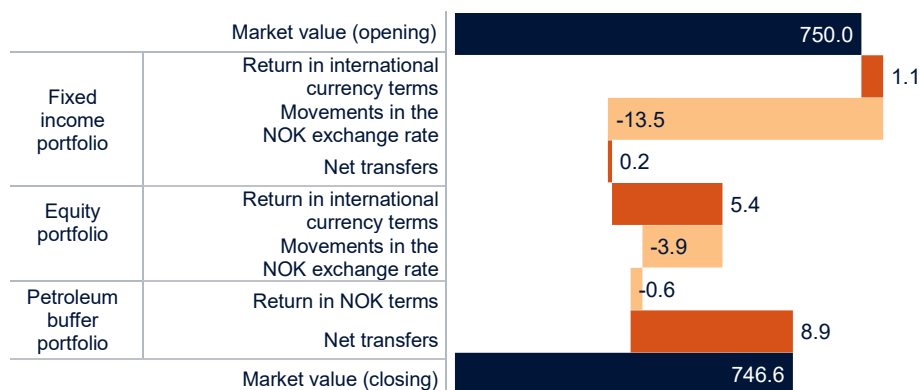 Market value (opening)
750.0
Fixed
income
portfolio
Return in international
currency terms
1.1
Movements in the
NOK exchange rate
-13.5
Net transfers
0.2
Equity
portfolio
Return in international
currency terms
5.4
Movements in the
NOK exchange rate
-3.9
Petroleum
buffer
portfolio
Return in NOK terms
-0.6
Net transfers
8.9
Market value (closing)
746.6